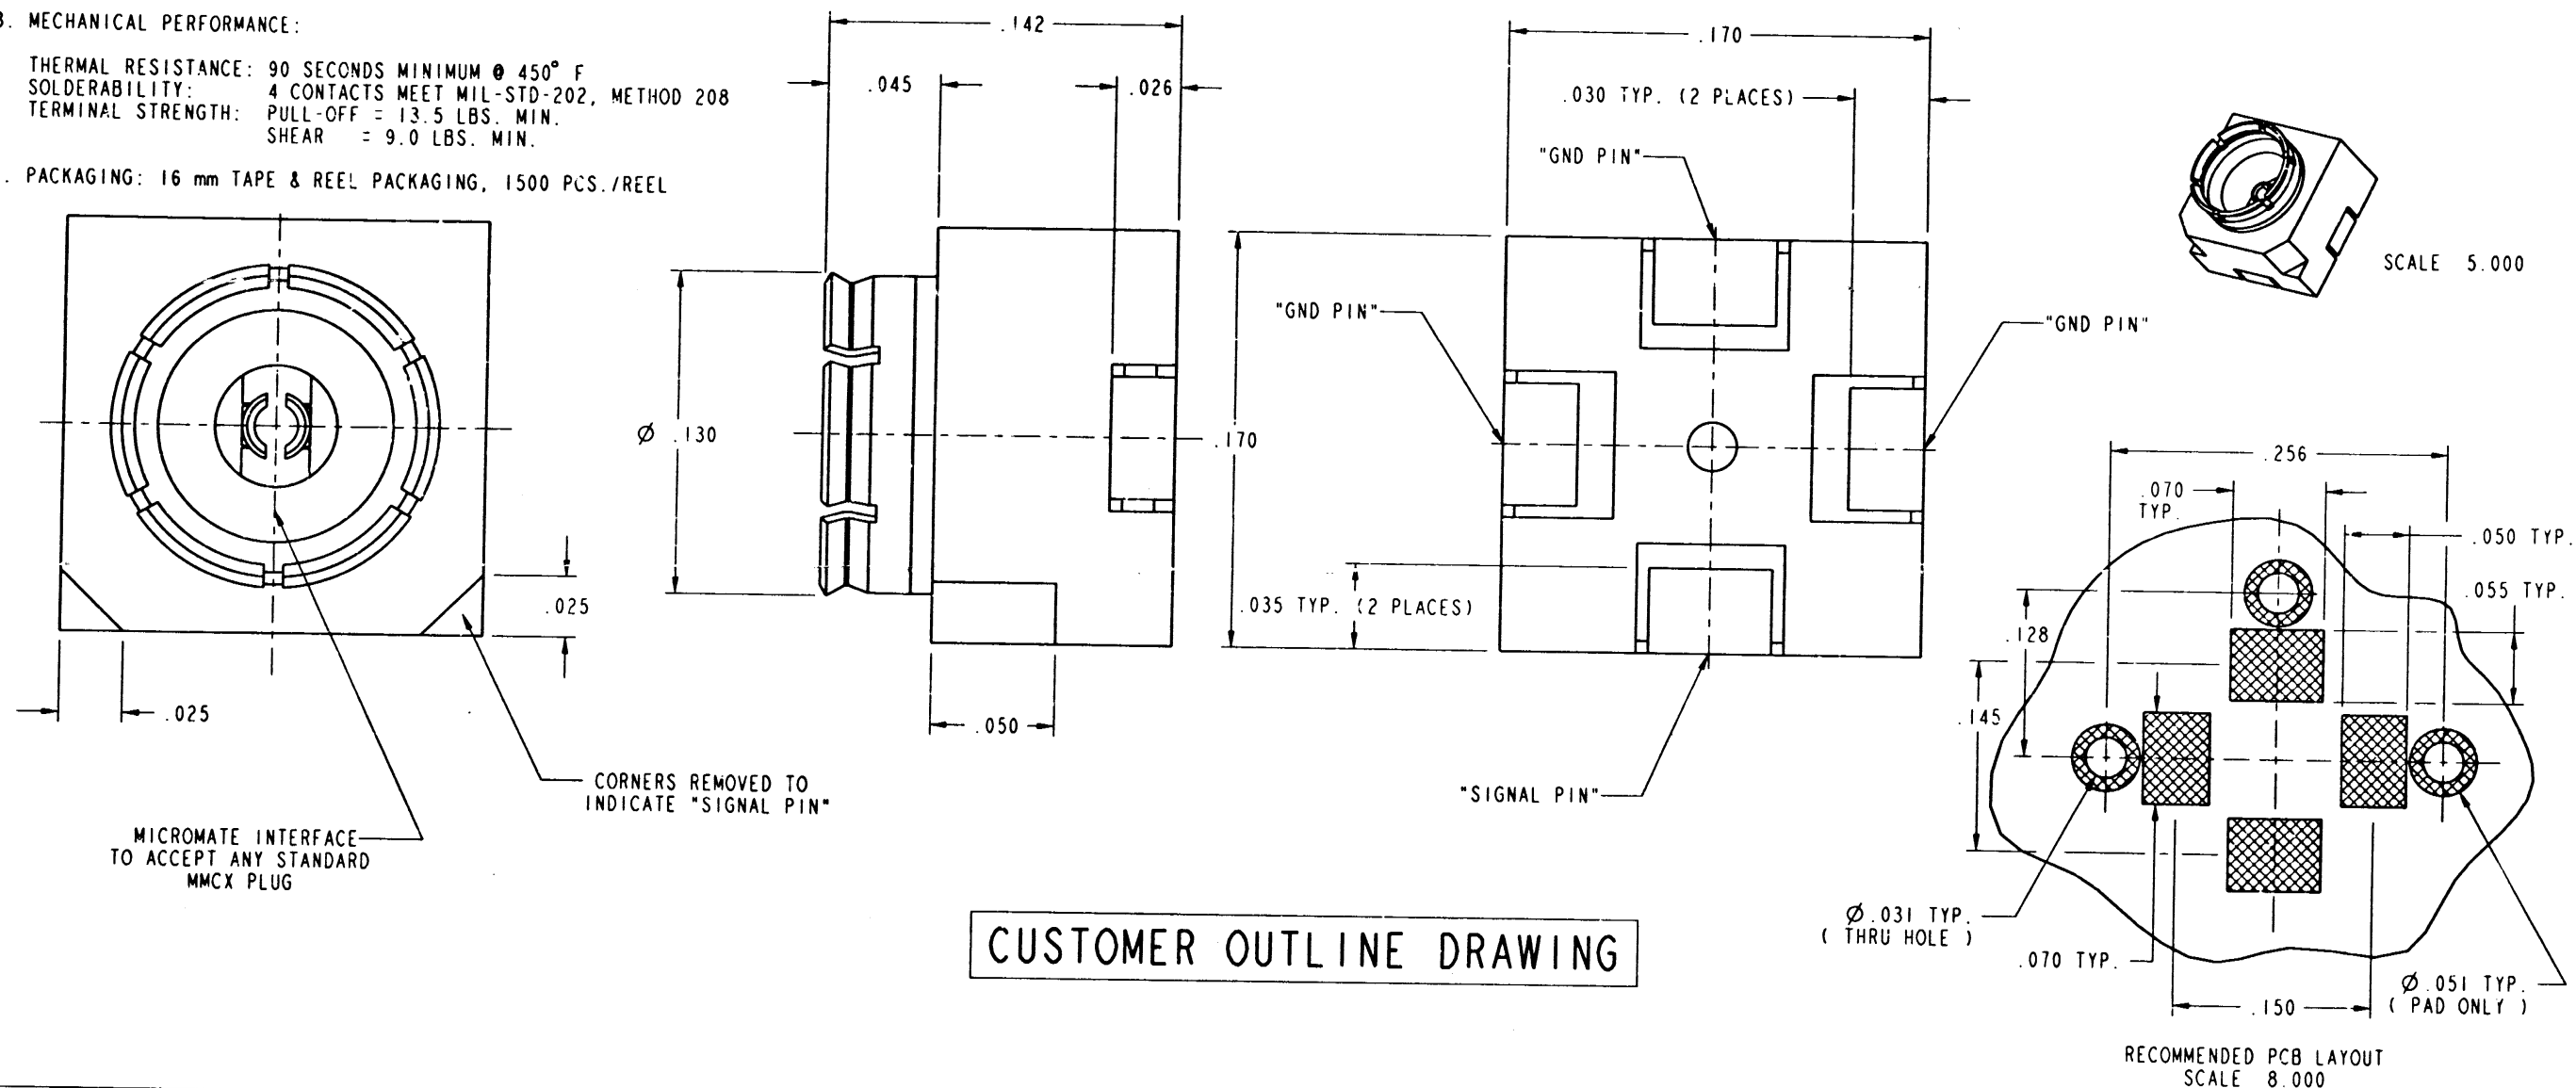 3. MECHANICAL PERFORMANCE:
THERMAL RESISTANCE: 90 SECONDS MINIMUM @ 450° F
SOLDERABILITY: 4 CONTACTS MEET MIL-STD-202, METHOD 208
TERMINAL STRENGTH: PULL-OFF = 13.5 LBS. MIN.
SHEAR = 9.0 LBS. MIN.
. PACKAGING: 16 mm TAPE & REEL PACKAGING, 1500 PCS./REEL
.025
.025
CORNERS REMOVED TO
INDICATE "SIGNAL PIN"
MICROMATE INTERFACE
TO ACCEPT ANY STANDARD
MMCX PLUG
.142
.045
.026
Ø .130
.050
.170
.030 TYP. (2 PLACES)
"GND PIN"
"GND PIN"
"GND PIN"
.170
.035 TYP. (2 PLACES)
"SIGNAL PIN"
SCALE 5.000
.256
.070
TYP.
.050 TYP.
.055 TYP.
.128
.145
Ø.031 TYP.
( THRU HOLE )
.070 TYP.
Ø.051 TYP.
( PAD ONLY )
.150
RECOMMENDED PCB LAYOUT
SCALE 8.000
CUSTOMER OUTLINE DRAWING